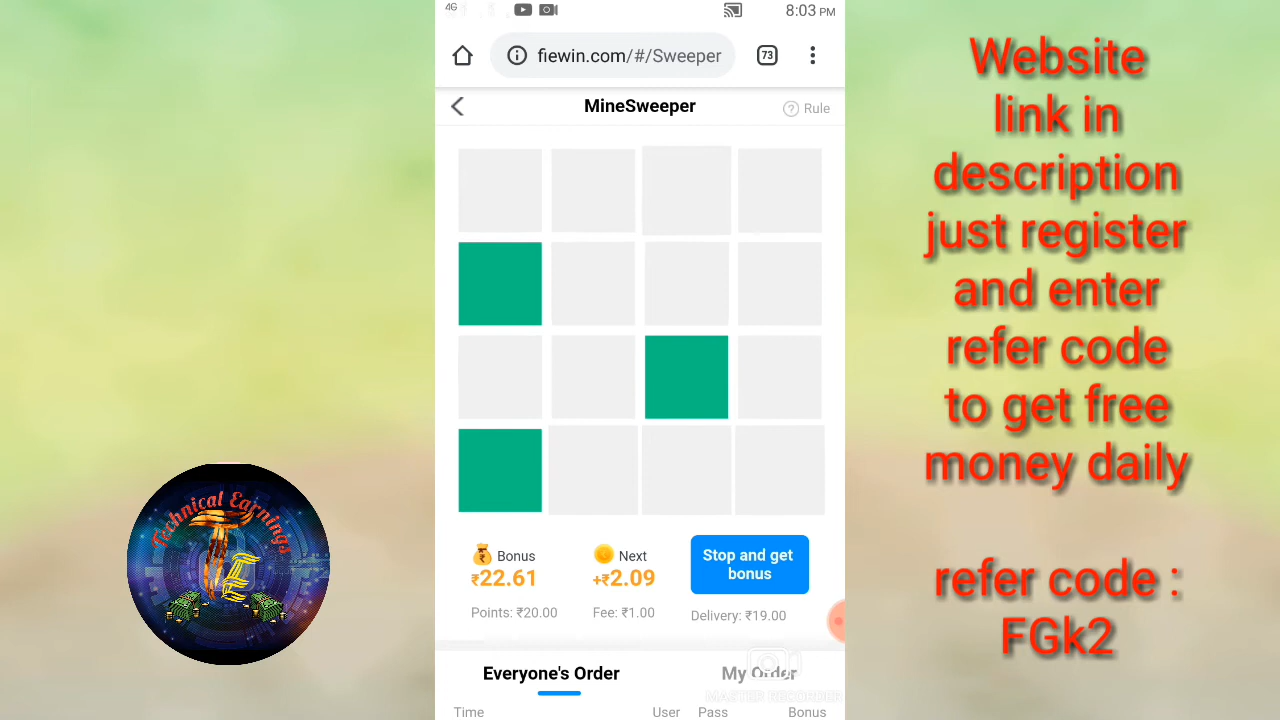 4G
8:03 PM
fiewin.com/#/Sweeper
73
MineSweeper
? Rule
Bonus
₹22.61
Points: ₹20.00
Next
+₹2.09
Fee: ₹1.00
Stop and get
bonus
Delivery: ₹19.00
Everyone's Order
My Order
MASTER RECORDER
Time
User
Pass
Bonus
Technical Earnings
TE
Website
link in
description
just register
and enter
refer code
to get free
money daily
refer code :
FGk2